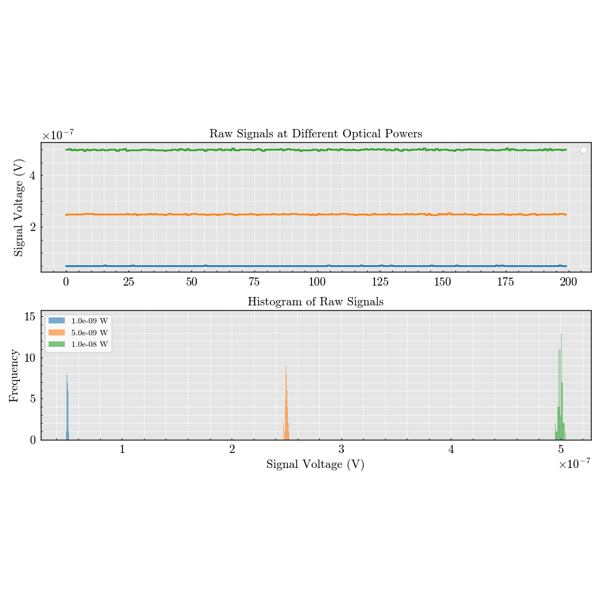 Raw Signals at Different Optical Powers
×10⁻⁷
Signal Voltage (V)
4
2
0 25 50 75 100 125 150 175 200
Histogram of Raw Signals
Frequency
15
10
5
0
1.0e-09 W
5.0e-09 W
1.0e-08 W
1 2 3 4 5
Signal Voltage (V)
×10⁻⁷